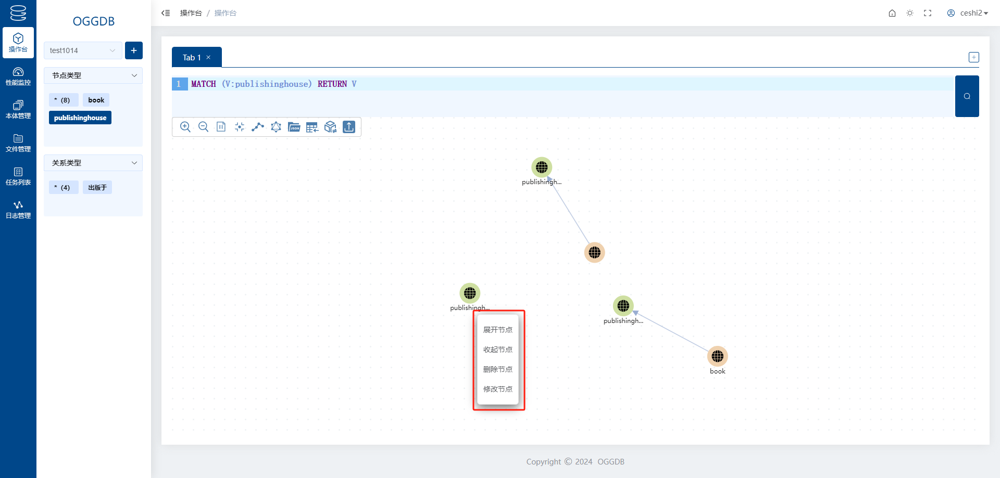 操作台
性能监控
本体管理
文件管理
任务列表
日志管理
OGGDB
test1014
节点类型
* (8) book
publishinghouse
关系类型
* (4) 出版于
操作台 / 操作台
ceshi2
Tab 1
1 MATCH (V:publishinghouse) RETURN V
1:1
JSON
publishingh...
publishingh...
publishingh...
book
展开节点
收起节点
删除节点
修改节点
Copyright © 2024 OGGDB